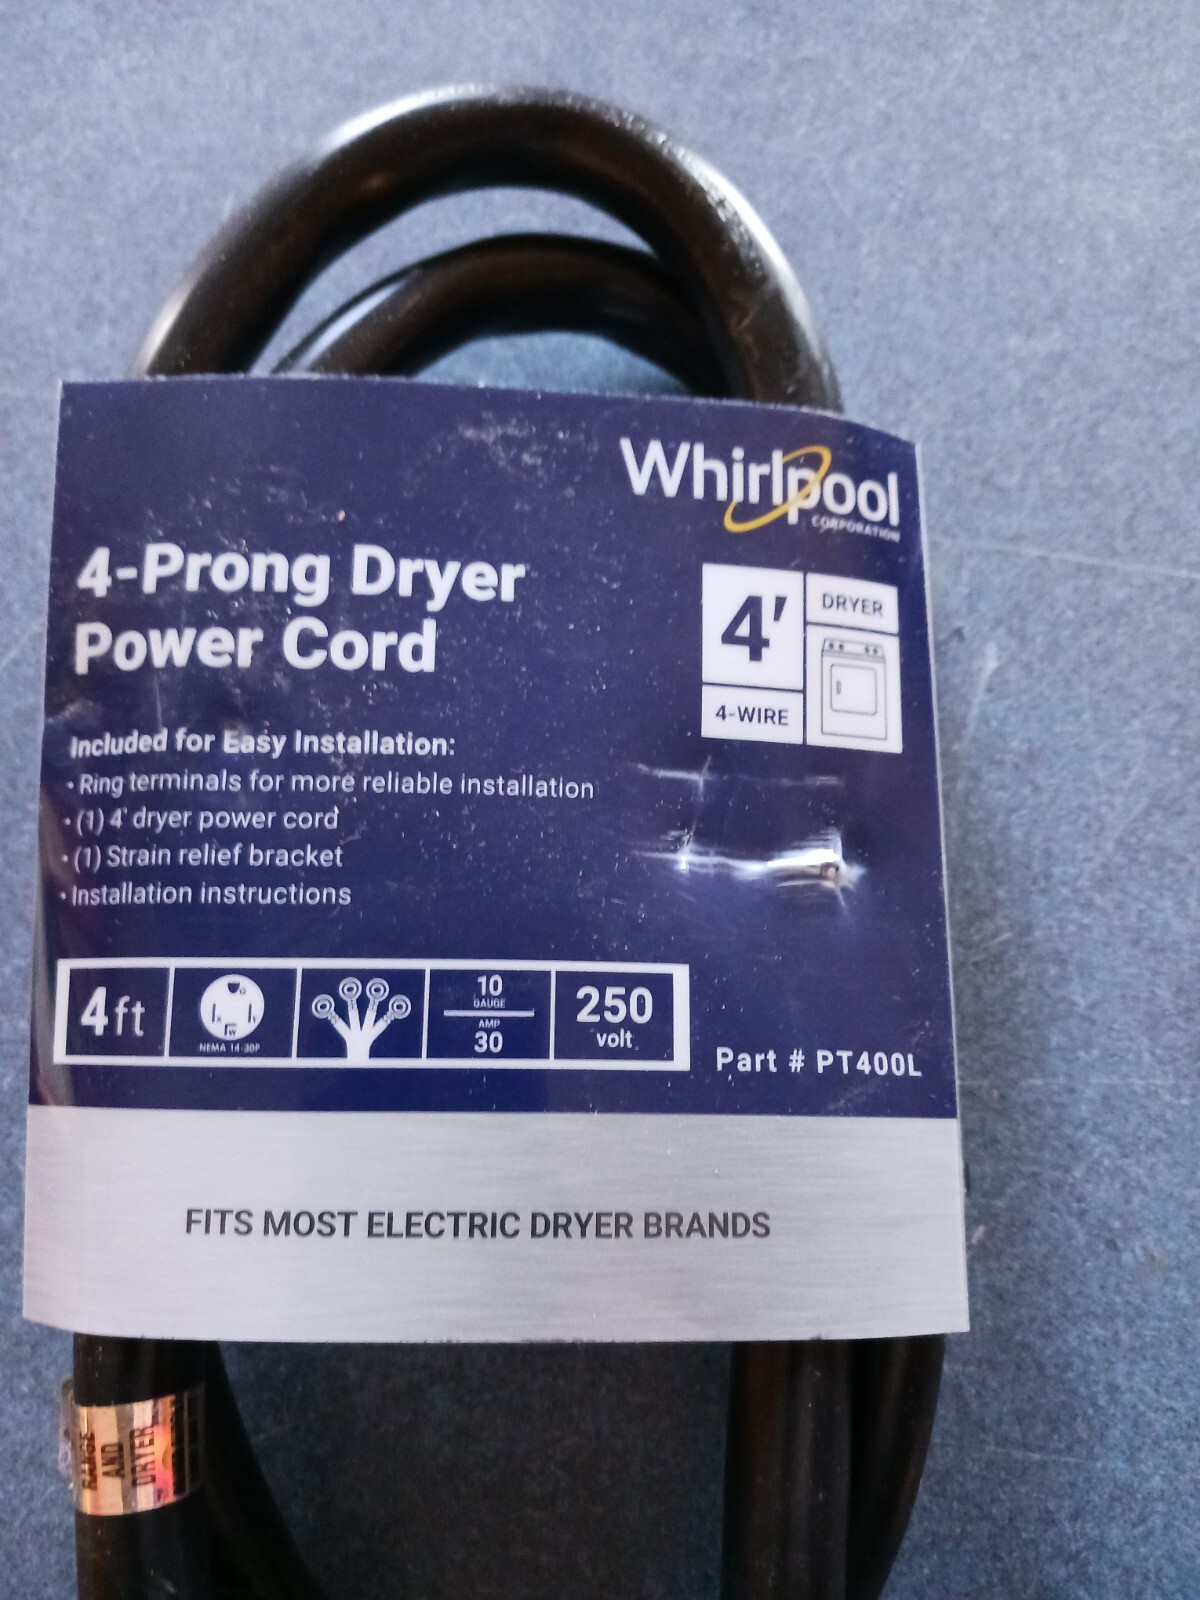 Whirlpool
CORPORATION
4-Prong Dryer
Power Cord
4'
DRYER
4-WIRE
Included for Easy Installation:
• Ring terminals for more reliable installation
• (1) 4' dryer power cord
• (1) Strain relief bracket
• Installation instructions
4ft
G
X
Y
W
NEMA 14-30P
10
GAUGE
AMP
30
250
volt
Part # PT400L
FITS MOST ELECTRIC DRYER BRANDS
RANGE
AND
DRYER